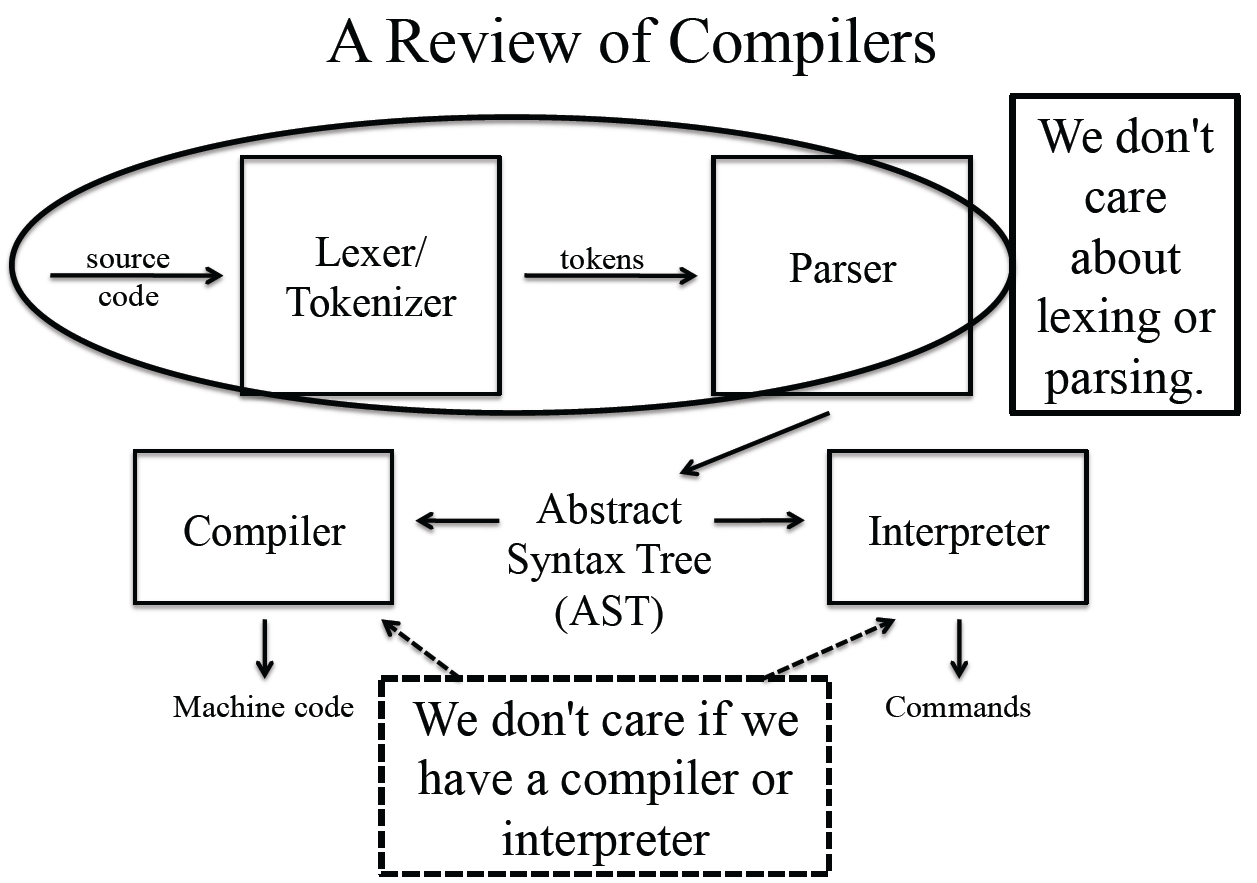 A Review of Compilers
source
code
Lexer/
Tokenizer
tokens
Parser
We don't
care
about
lexing or
parsing.
Compiler
Abstract
Syntax Tree
(AST)
Interpreter
Machine code
We don't care if we
have a compiler or
interpreter
Commands